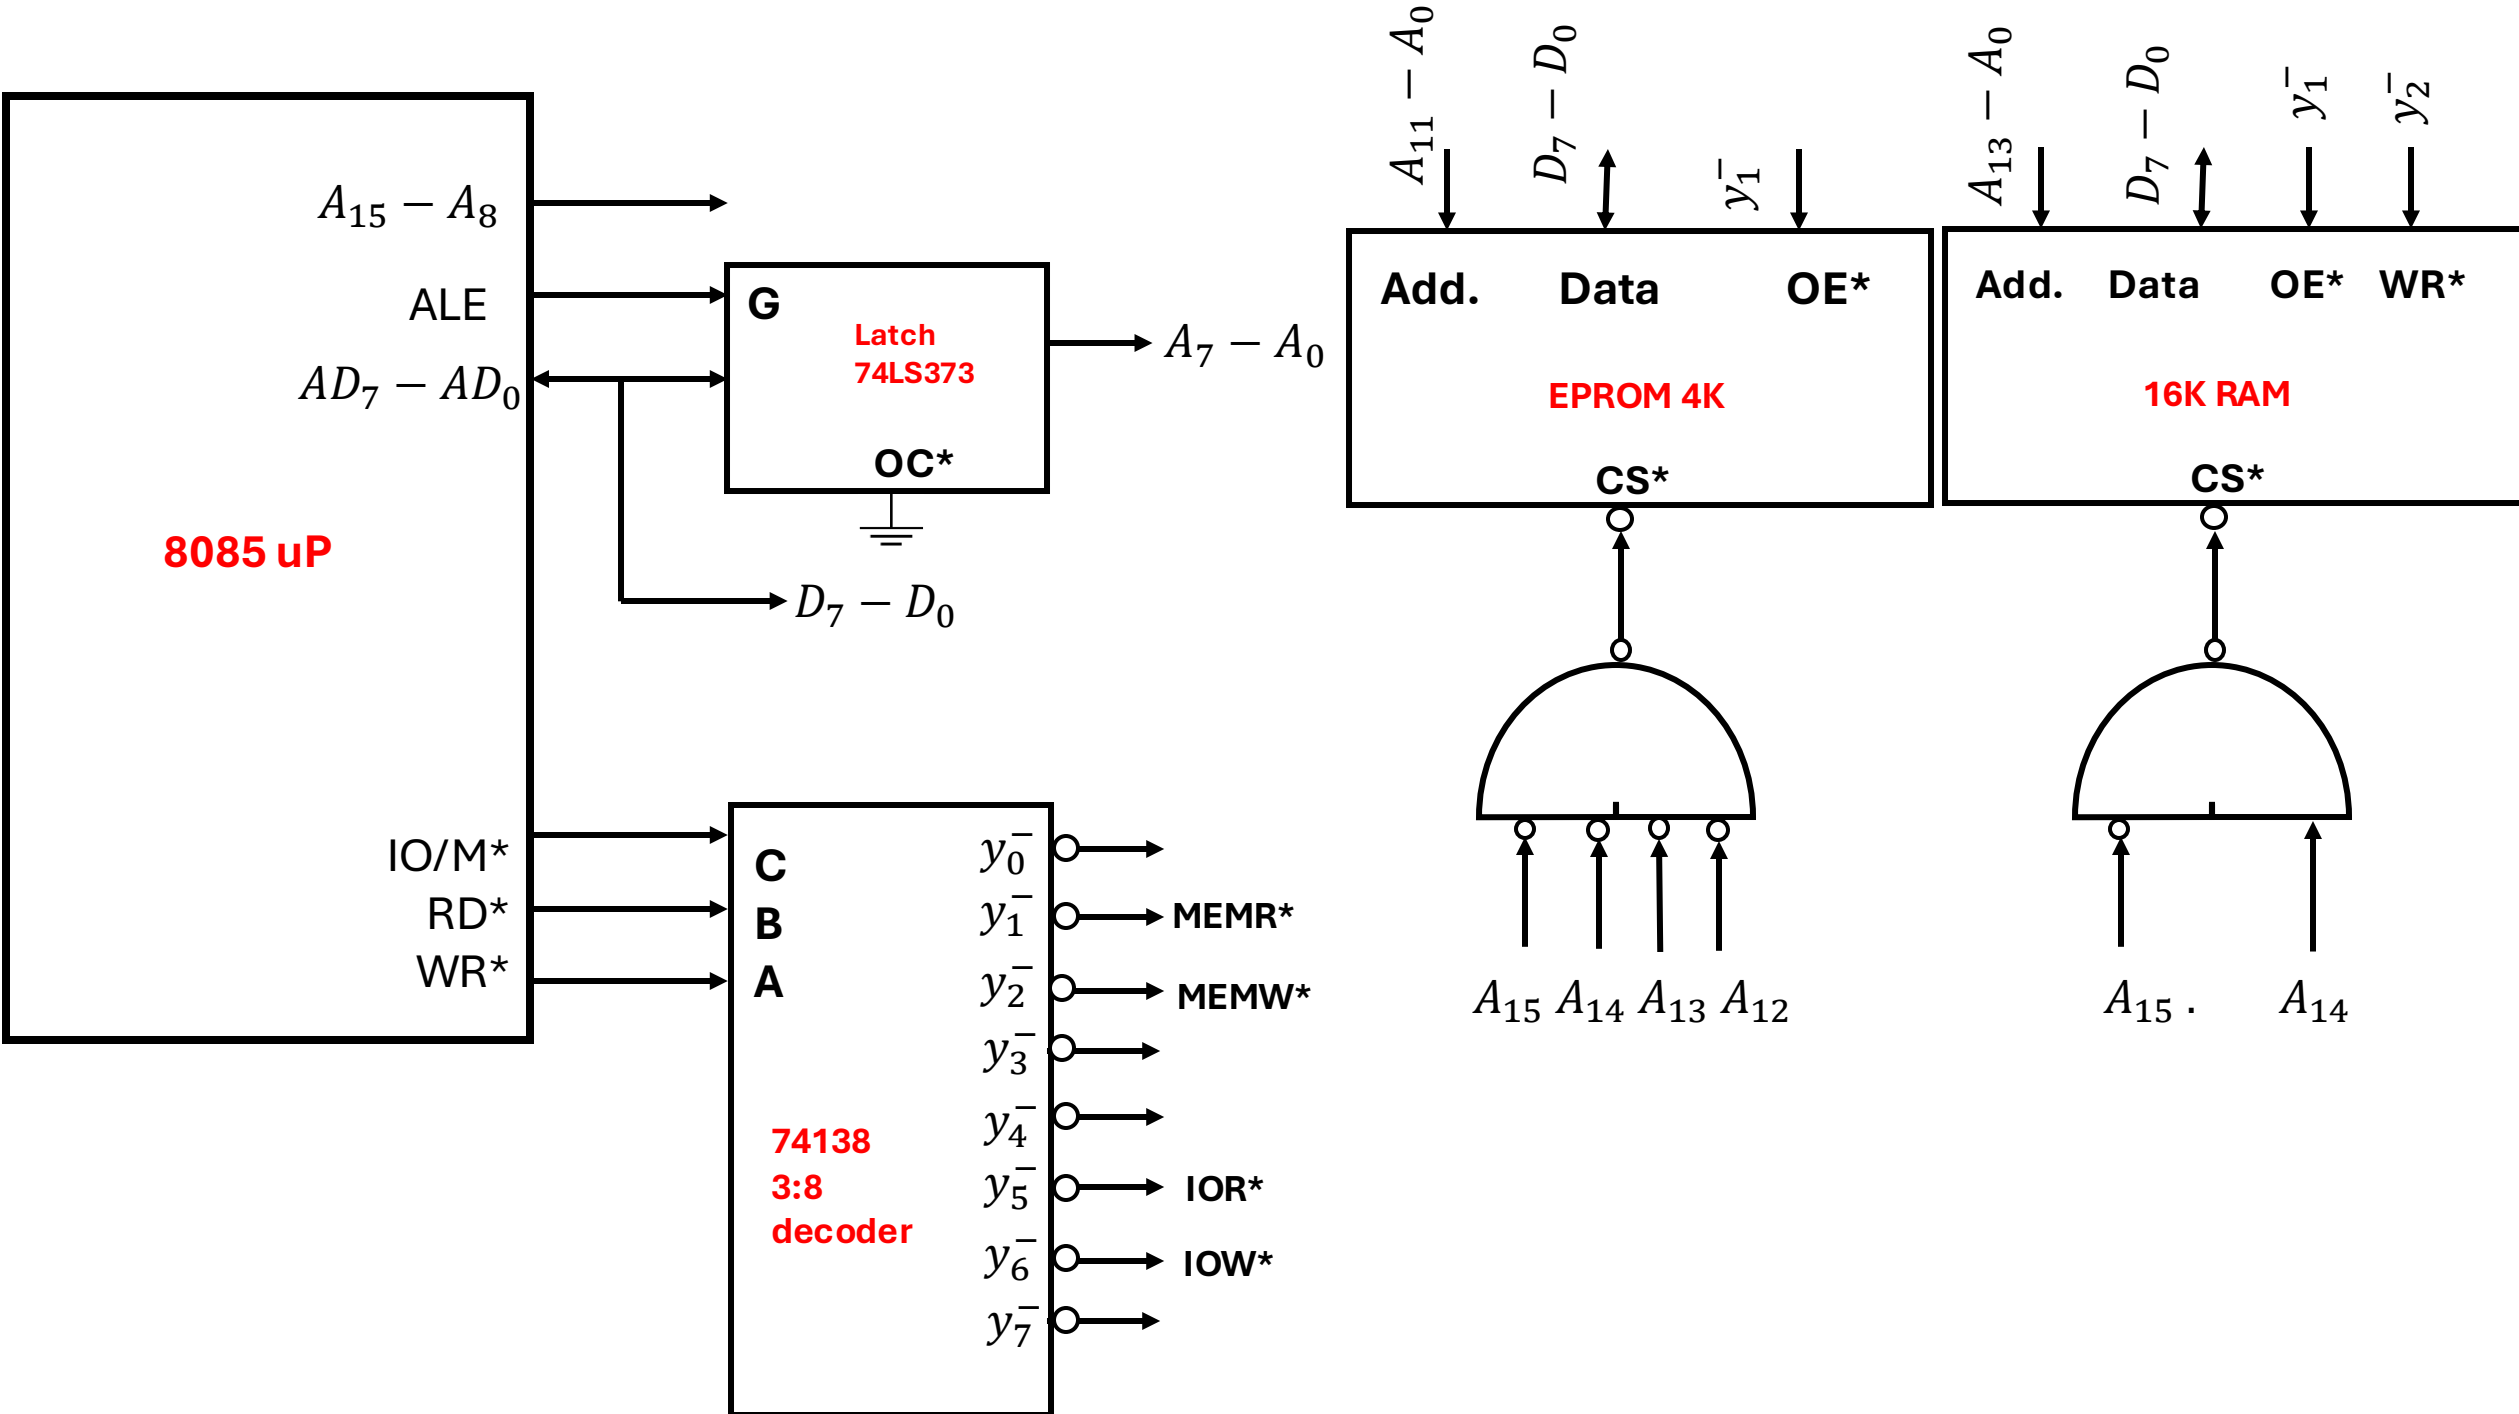 8085 uP
A₁₅ − A₈
ALE
AD₇ − AD₀
IO/M*
RD*
WR*
G
Latch
74LS373
OC*
A₇ − A₀
D₇ − D₀
C
B
A
74138
3:8
decoder
y₀⁻
y₁⁻ MEMR*
y₂⁻ MEMW*
y₃⁻
y₄⁻
y₅⁻ IOR*
y₆⁻ IOW*
y₇⁻
A₁₁ − A₀
D₇ − D₀
y₁⁻
Add. Data OE*
EPROM 4K
CS*
A₁₅ A₁₄ A₁₃ A₁₂
A₁₃ − A₀
D₇ − D₀
y₁⁻
y₂⁻
Add. Data OE* WR*
16K RAM
CS*
A₁₅ . A₁₄